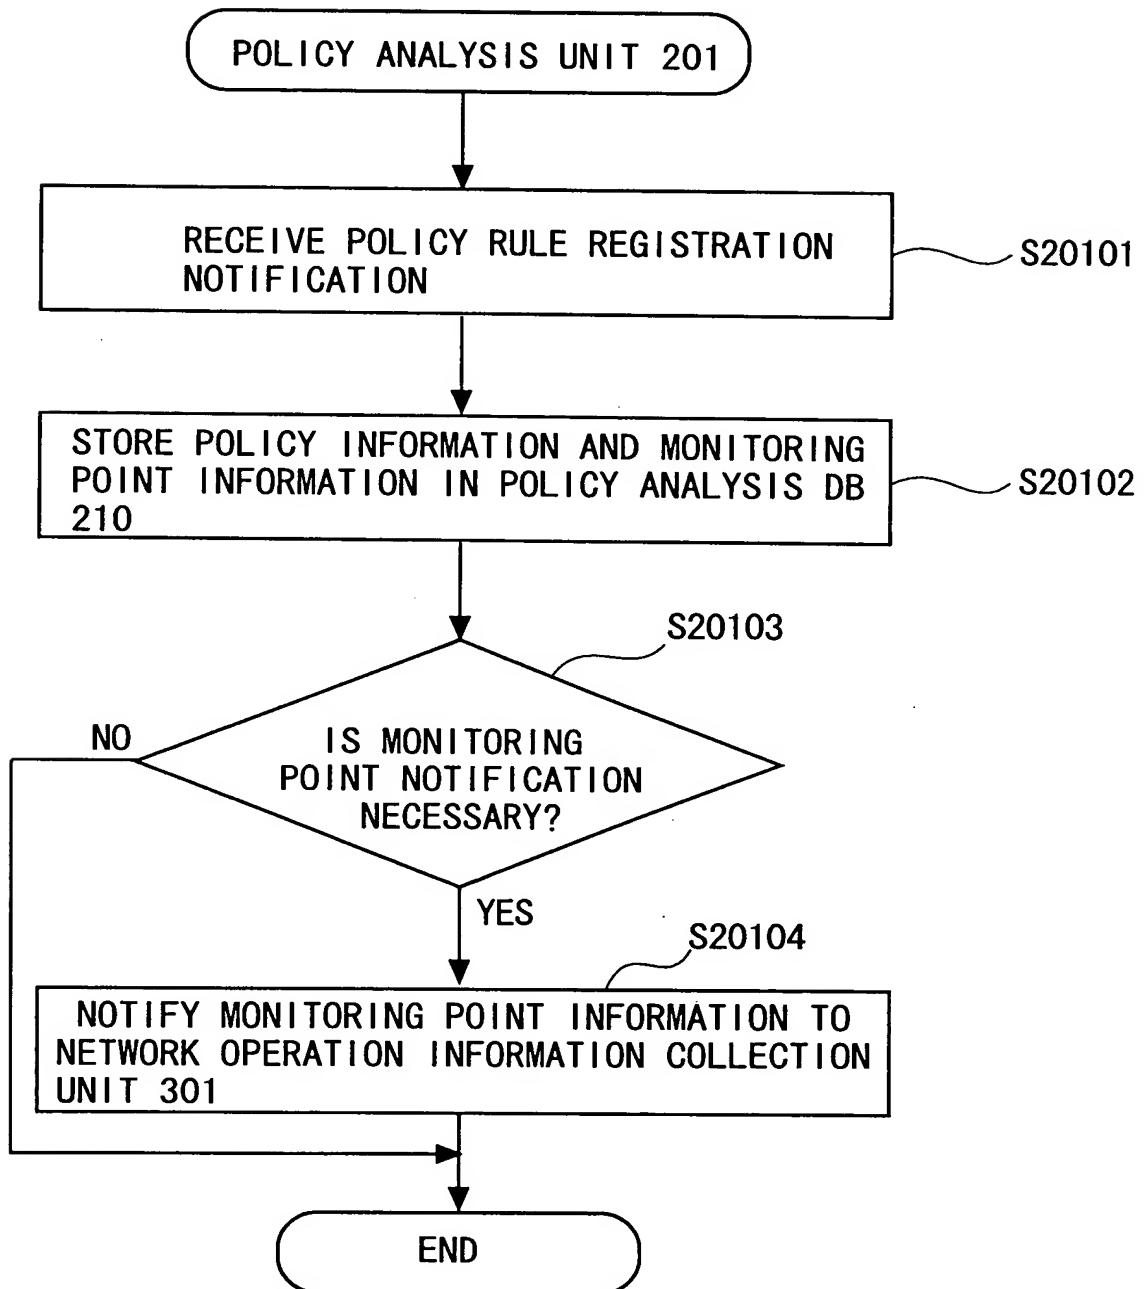 POLICY ANALYSIS UNIT 201
RECEIVE POLICY RULE REGISTRATION
NOTIFICATION
S20101
STORE POLICY INFORMATION AND MONITORING
POINT INFORMATION IN POLICY ANALYSIS DB
210
S20102
S20103
NO
IS MONITORING
POINT NOTIFICATION
NECESSARY?
YES
S20104
NOTIFY MONITORING POINT INFORMATION TO
NETWORK OPERATION INFORMATION COLLECTION
UNIT 301
END